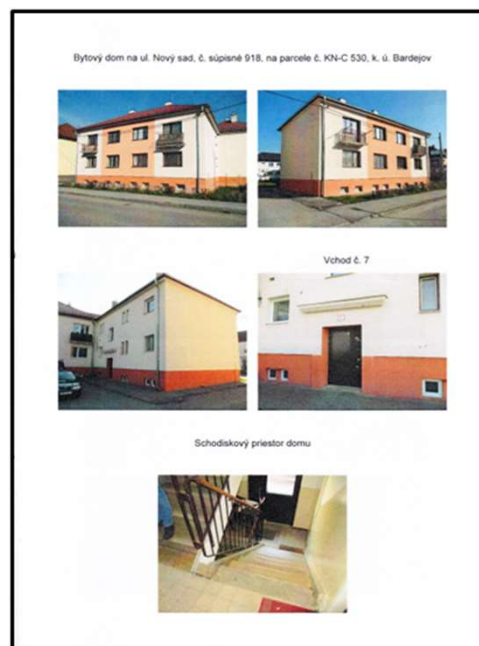 Bytový dom na ul. Nový sad, č. súpisné 918, na parcele č. KN-C 530, k. ú. Bardejov
Vchod č. 7
Schodiskový priestor domu